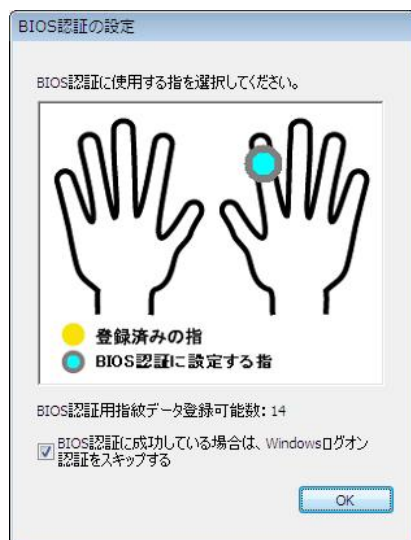 BIOS認証の設定
BIOS認証に使用する指を選択してください。
登録済みの指
BIOS認証に設定する指
BIOS認証用指紋データ登録可能数: 14
BIOS認証に成功している場合は、Windowsログオン
認証をスキップする
OK